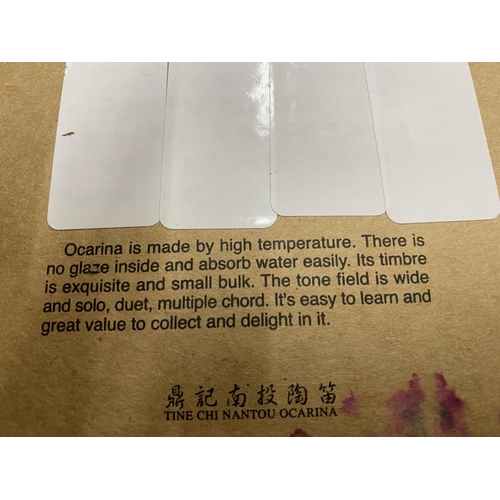 Ocarina is made by high temperature. There is
no glaze inside and absorb water easily. Its timbre
is exquisite and small bulk. The tone field is wide
and solo, duet, multiple chord. It's easy to learn and
great value to collect and delight in it.
鼎記南投陶笛
TINE CHI NANTOU OCARINA